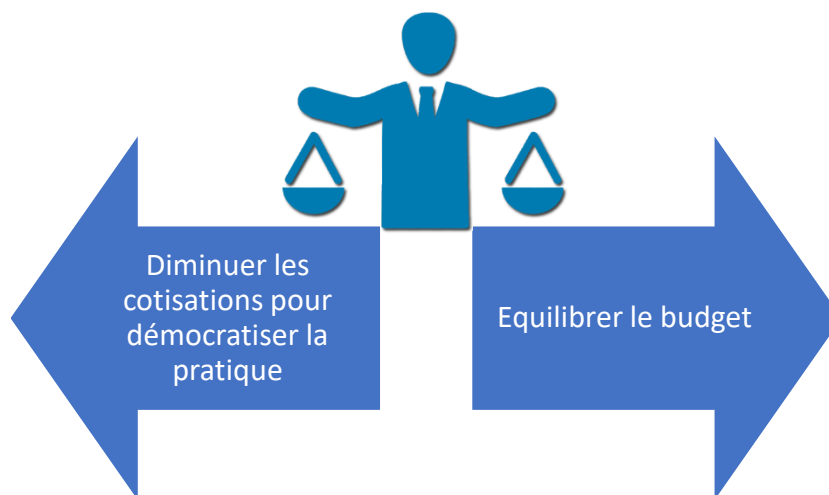 Diminuer les
cotisations pour
démocratiser la
pratique
Equilibrer le budget